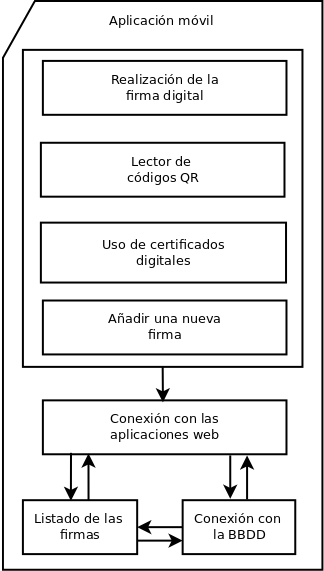 Aplicación móvil
Realización de la
firma digital
Lector de
códigos QR
Uso de certificados
digitales
Añadir una nueva
firma
Conexión con las
aplicaciones web
Listado de las
firmas
Conexión con
la BBDD